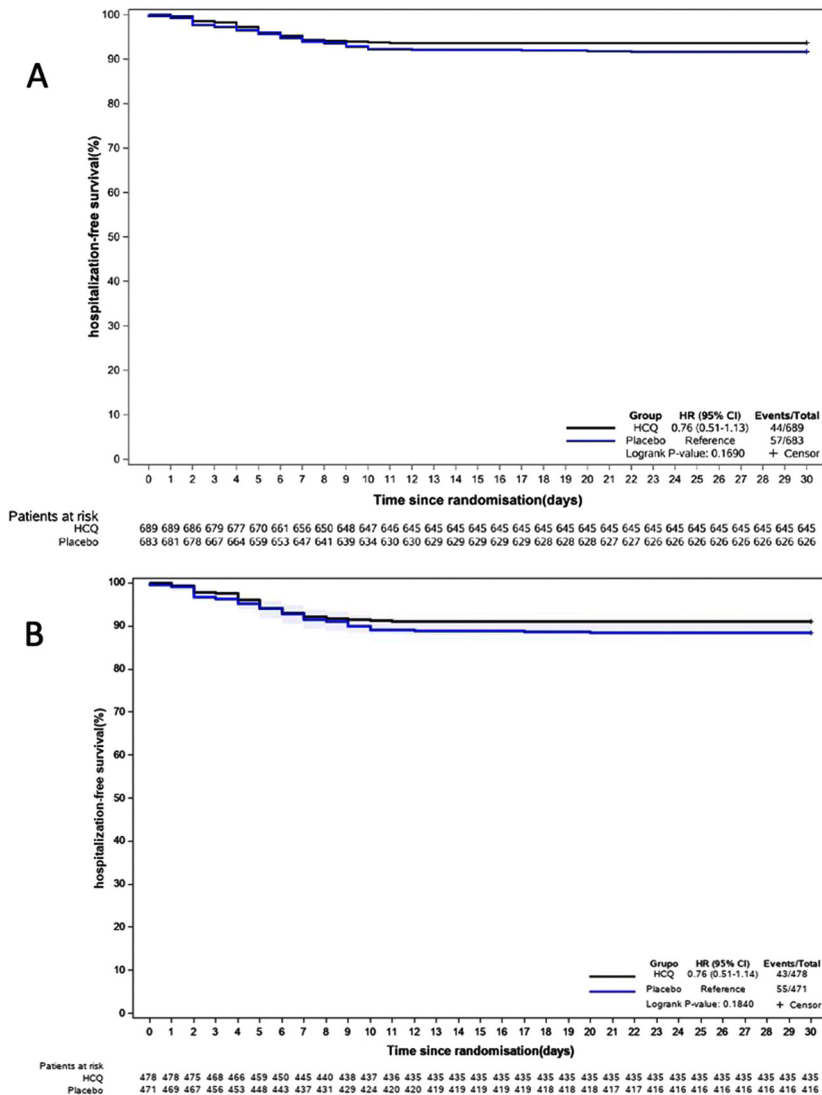 A
hospitalization-free survival(%)
100
90
80
70
60
50
40
30
20
10
0
Group HR (95% CI) Events/Total
HCQ 0.76 (0.51-1.13) 44/689
Placebo Reference 57/683
Logrank P-value: 0.1690 + Censor
0 1 2 3 4 5 6 7 8 9 10 11 12 13 14 15 16 17 18 19 20 21 22 23 24 25 26 27 28 29 30
Time since randomisation(days)
Patients at risk
HCQ 689 689 686 679 677 670 661 656 650 648 647 646 645 645 645 645 645 645 645 645 645 645 645 645 645 645 645 645 645 645 645
Placebo 683 681 678 667 664 659 653 647 641 639 634 630 630 629 629 629 629 629 628 628 628 627 627 626 626 626 626 626 626 626 626
B
hospitalization-free survival(%)
100
90
80
70
60
50
40
30
20
10
0
Grupo HR (95% CI) Events/Total
HCQ 0.76 (0.51-1.14) 43/478
Placebo Reference 55/471
Logrank P-value: 0.1840 + Censor
0 1 2 3 4 5 6 7 8 9 10 11 12 13 14 15 16 17 18 19 20 21 22 23 24 25 26 27 28 29 30
Time since randomisation(days)
Patients at risk
HCQ 478 478 475 468 466 459 450 445 440 438 437 436 435 435 435 435 435 435 435 435 435 435 435 435 435 435 435 435 435 435 435
Placebo 471 469 467 456 453 448 443 437 431 429 424 420 420 419 419 419 419 419 418 418 418 417 417 416 416 416 416 416 416 416 416